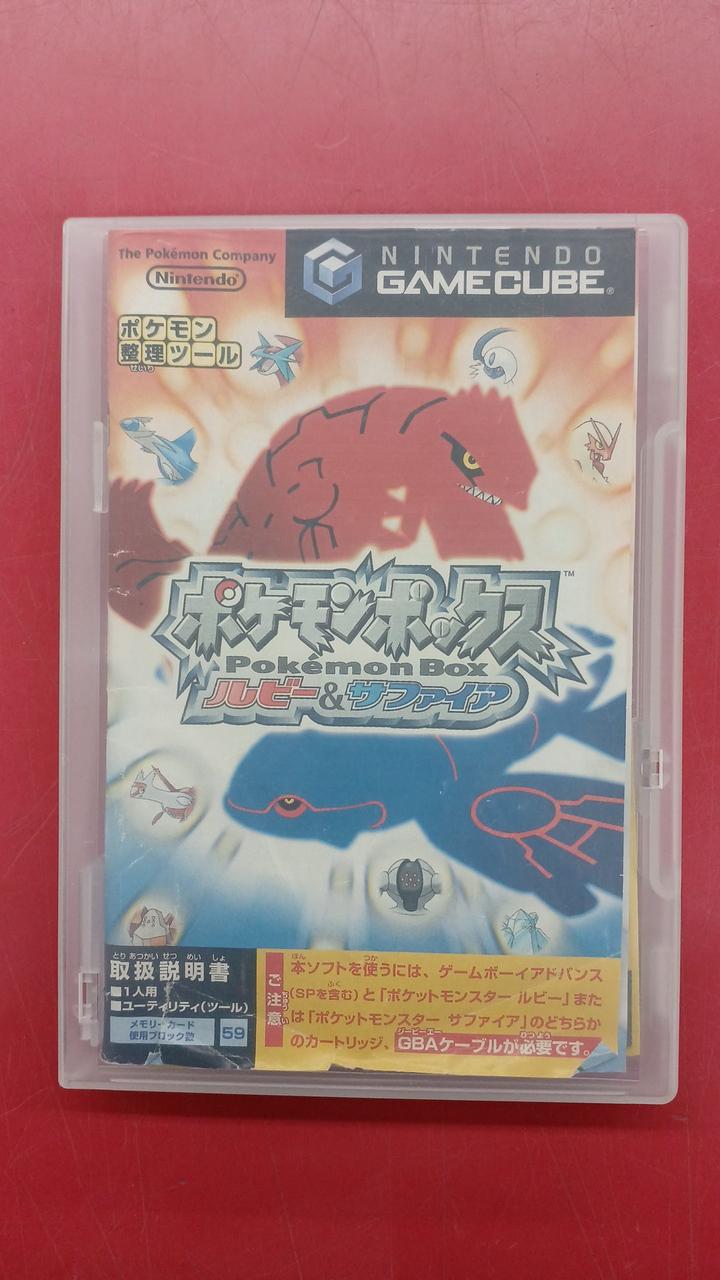 The Pokémon Company
Nintendo®
NINTENDO
GAMECUBE®
ポケモン
整理ツール
せいり
ポケモンボックス™
Pokémon Box
ルビー&サファイア
とりあつかいせつめいしょ
取扱説明書
■1人用
■ユーティリティ(ツール)
メモリーカード
使用ブロック数
59
ご注意
ちゅうい
ほん つか
本ソフトを使うには、ゲームボーイアドバンス
ふく
(SPを含む)と「ポケットモンスター ルビー」また
は「ポケットモンスター サファイア」のどちらか
ジービーエー ひつよう
のカートリッジ、GBAケーブルが必要です。